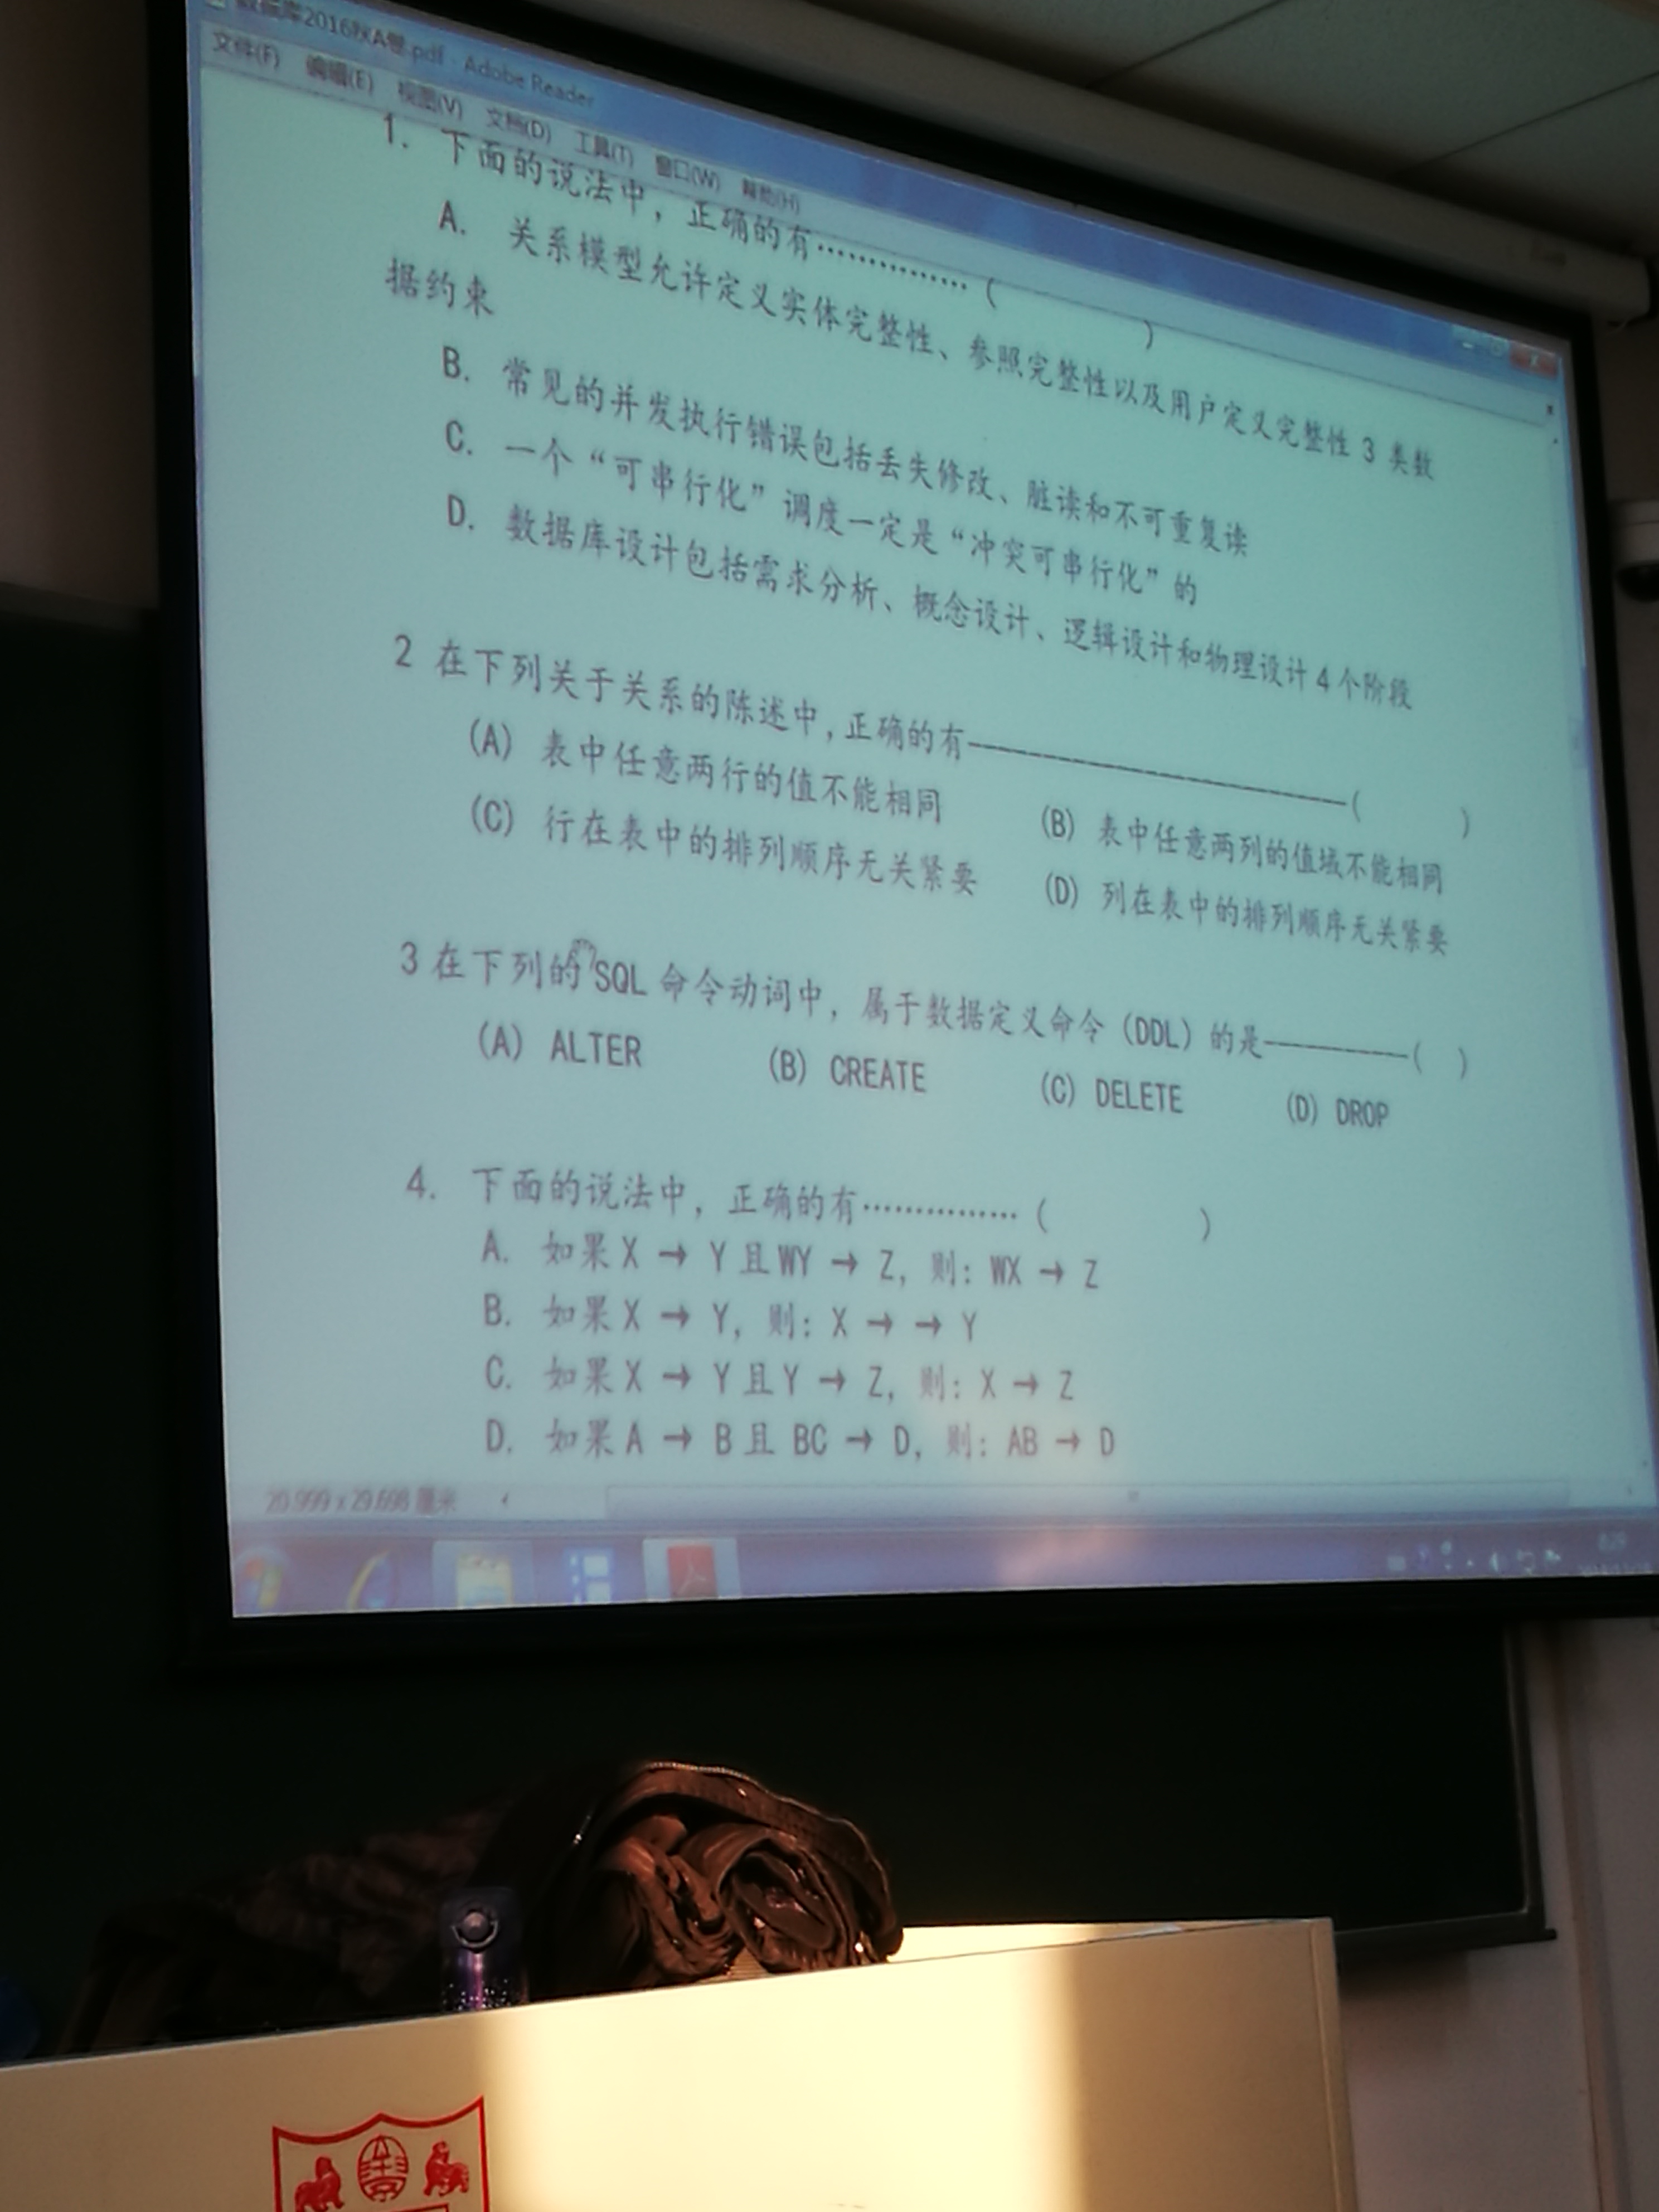 数据库2016秋A卷.pdf - Adobe Reader
文件(F) 编辑(E) 视图(V) 文档(D) 工具(T) 窗口(W) 帮助(H)
1. 下面的说法中，正确的有……………( )
A. 关系模型允许定义实体完整性、参照完整性以及用户定义完整性 3 类数
据约束
B. 常见的并发执行错误包括丢失修改、脏读和不可重复读
C. 一个“可串行化”调度一定是“冲突可串行化”的
D. 数据库设计包括需求分析、概念设计、逻辑设计和物理设计 4 个阶段
2 在下列关于关系的陈述中,正确的有————————————( )
(A) 表中任意两行的值不能相同 (B) 表中任意两列的值域不能相同
(C) 行在表中的排列顺序无关紧要 (D) 列在表中的排列顺序无关紧要
3 在下列的 SQL 命令动词中，属于数据定义命令（DDL）的是—————( )
(A) ALTER (B) CREATE (C) DELETE (D) DROP
4. 下面的说法中，正确的有……………( )
A. 如果 X → Y 且 WY → Z, 则: WX → Z
B. 如果 X → Y, 则: X → → Y
C. 如果 X → Y 且 Y → Z, 则: X → Z
D. 如果 A → B 且 BC → D, 则: AB → D
20.999 x 29.698 厘米